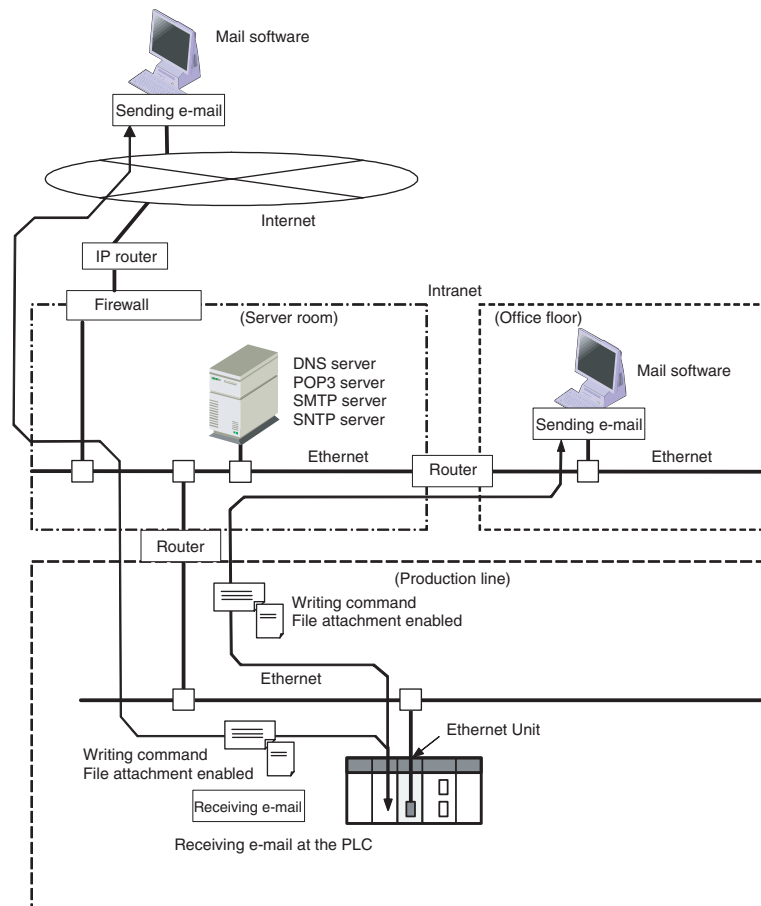 Mail software
Sending e-mail
Internet
IP router
Firewall
Intranet
(Server room)
(Office floor)
DNS server
POP3 server
SMTP server
SNTP server
Mail software
Sending e-mail
Ethernet
Router
Ethernet
Router
(Production line)
Writing command
File attachment enabled
Ethernet
Ethernet Unit
Writing command
File attachment enabled
Receiving e-mail
Receiving e-mail at the PLC